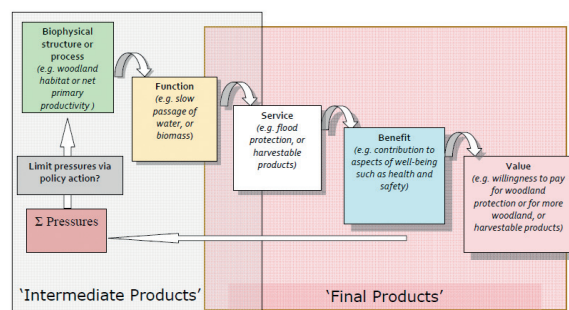 Biophysical
structure or
process
(e.g. woodland
habitat or net
primary
productivity )
Function
(e.g. slow
passage of
water, or
biomass)
Service
(e.g. flood
protection, or
harvestable
products)
Benefit
(e.g. contribution to
aspects of well-being
such as health and
safety)
Value
(e.g. willingness to pay
for woodland
protection or for more
woodland, or
harvestable products)
Limit pressures via
policy action?
Σ Pressures
‘Intermediate Products’
‘Final Products’